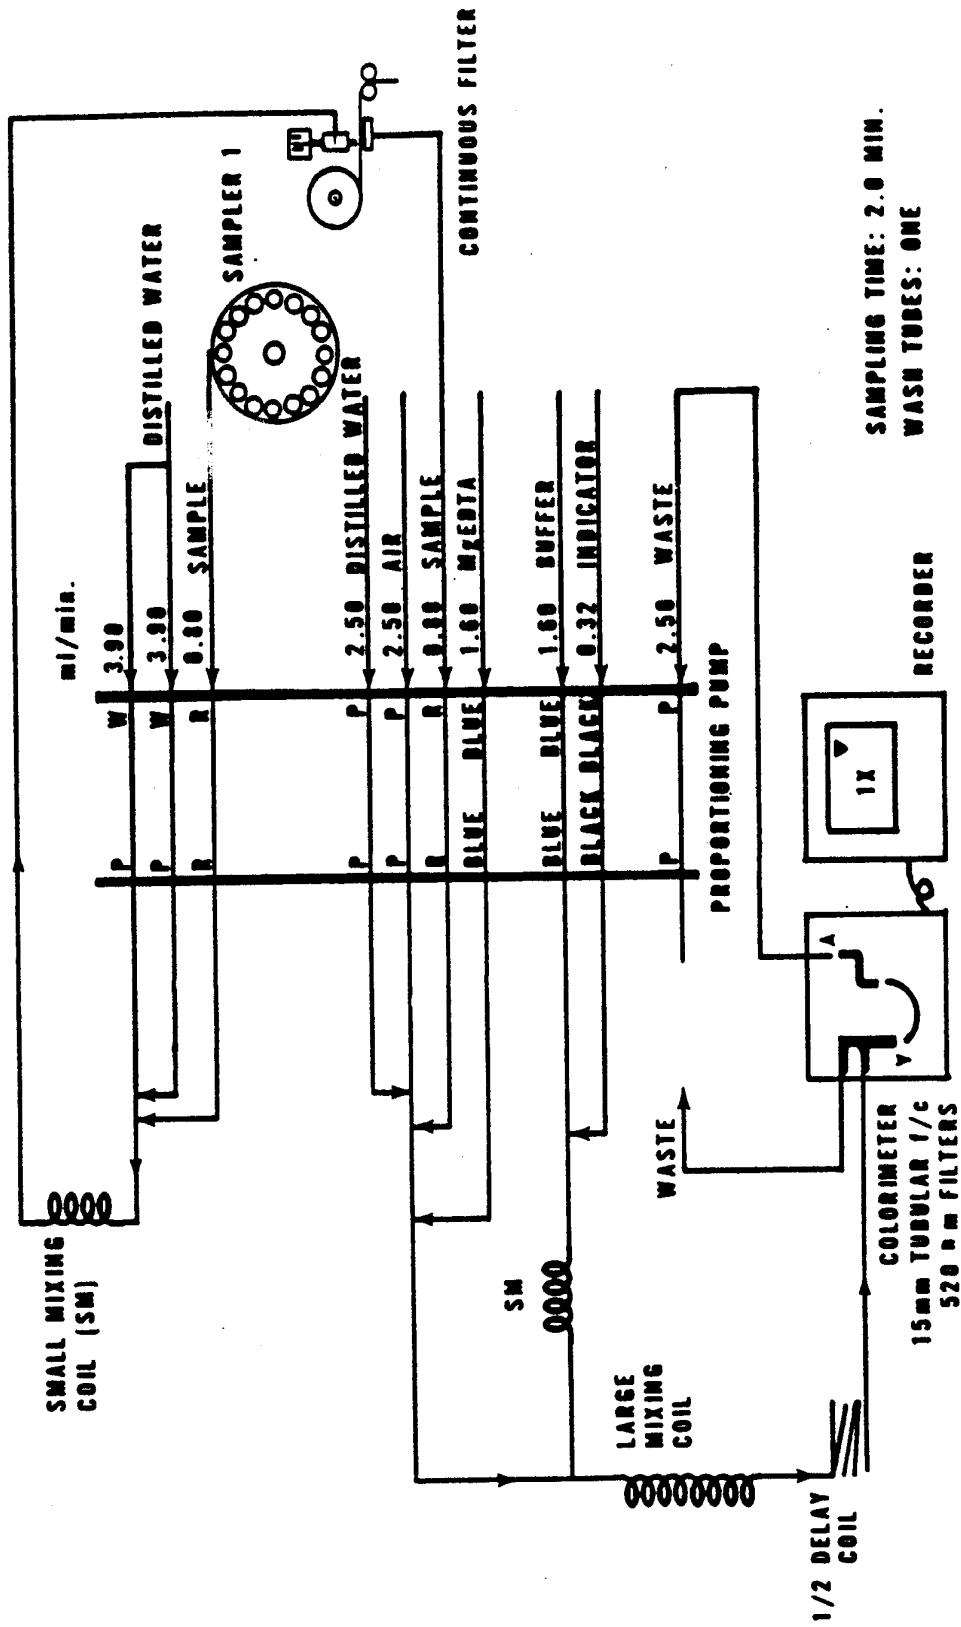 SMALL MIXING
COIL (SM)
ml/min.
3.90
3.90
0.80 SAMPLE
DISTILLED WATER
SAMPLER 1
W
P
W
P
R
R
2.50 DISTILLED WATER
2.50 AIR
0.80 SAMPLE
1.60 MgEDTA
CONTINUOUS FILTER
P
P
P
P
R
R
BLUE BLUE
SM
1.60 BUFFER
0.32 INDICATOR
BLUE BLUE
BLACK BLACK
LARGE
MIXING
COIL
WASTE
2.50 WASTE
P
P
PROPORTIONING PUMP
1/2 DELAY
COIL
COLORIMETER
15mm TUBULAR f/c
520 nm FILTERS
A
Y
1X
RECORDER
SAMPLING TIME: 2.0 MIN.
WASH TUBES: ONE